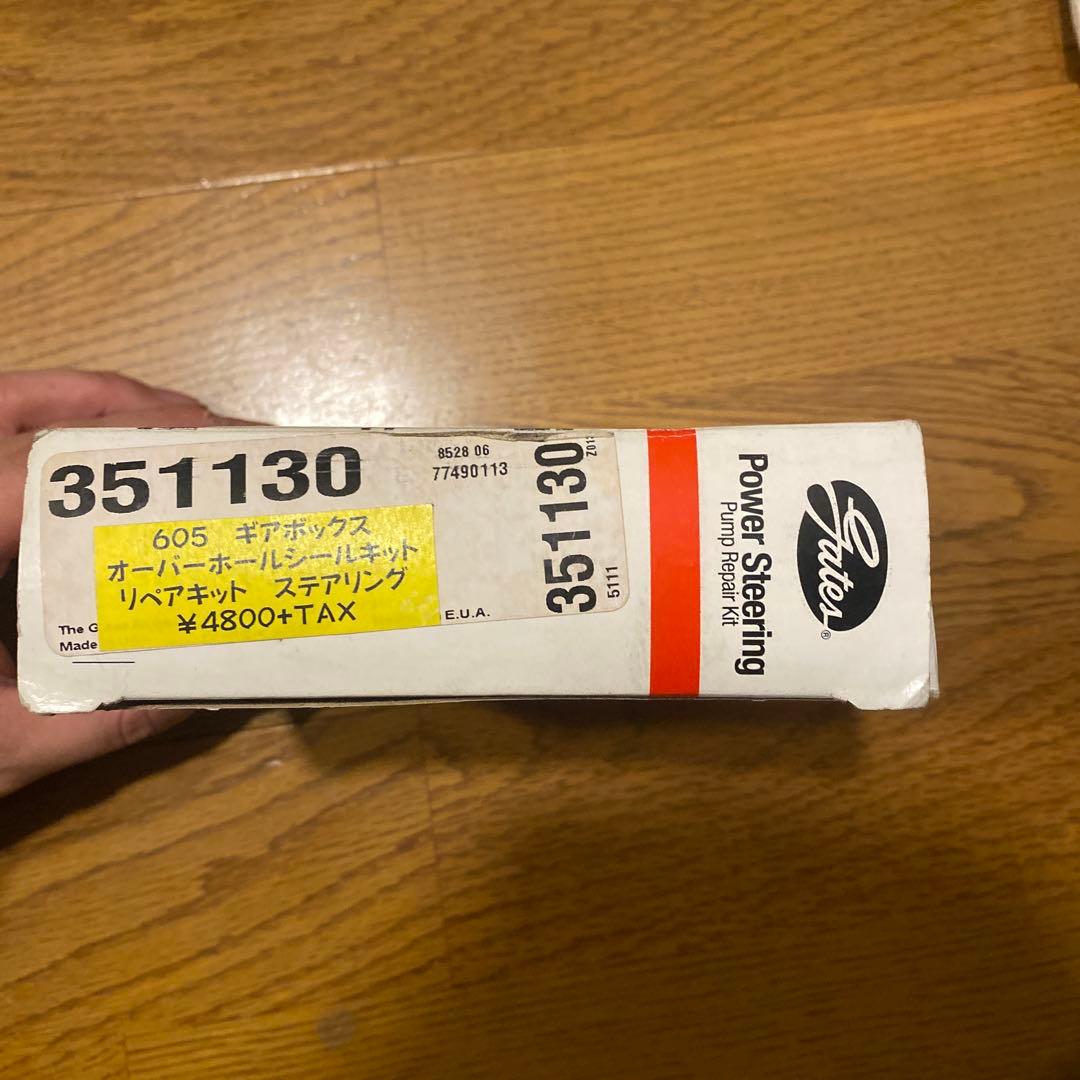 351130
8528 06
77490113
605 ギアボックス
オーバーホールシールキット
リペアキット ステアリング
¥4800+TAX
The G
Made
E.U.A.
351130
5111
Power Steering
Pump Repair Kit
Gates®